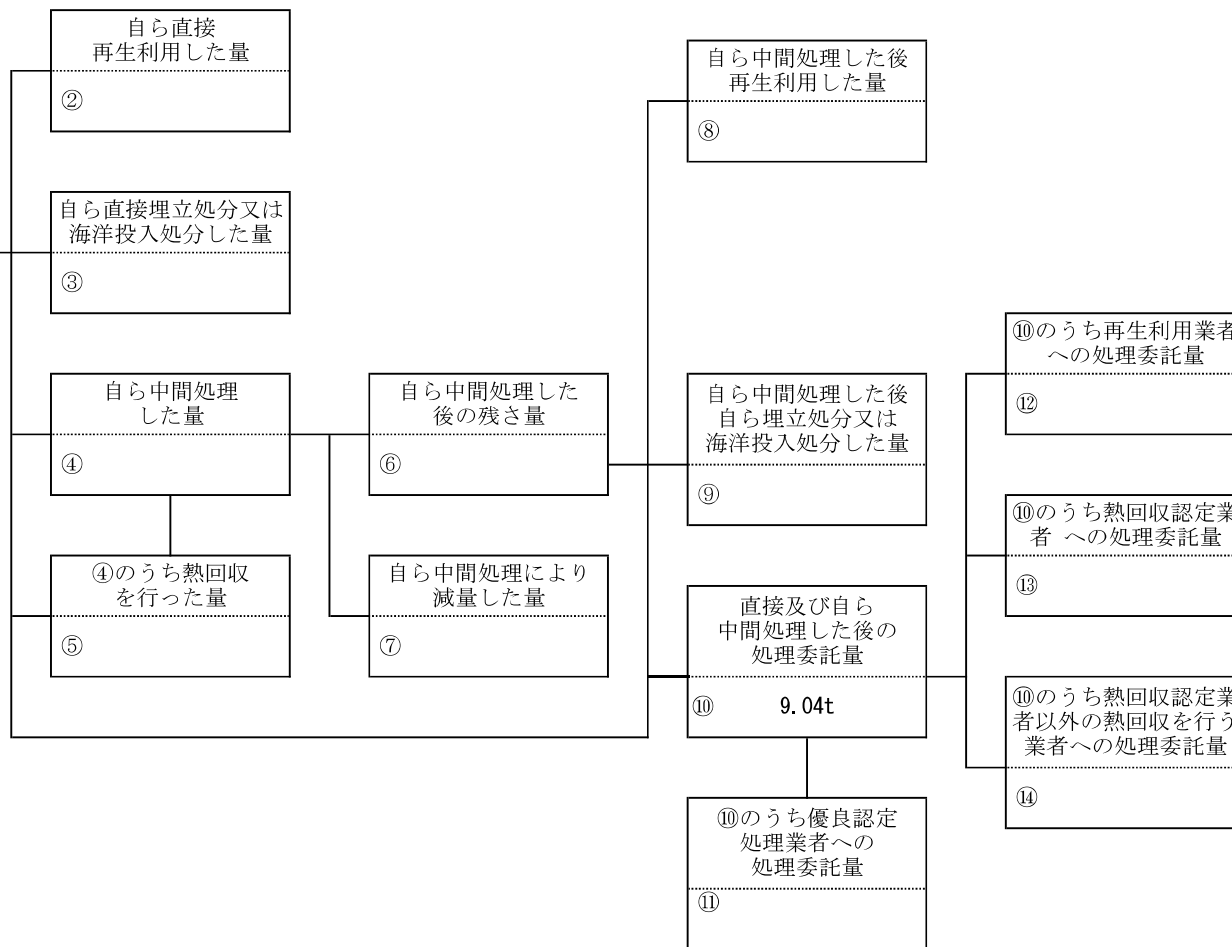 自ら直接
再生利用した量
②
自ら直接埋立処分又は
海洋投入処分した量
③
自ら中間処理
した量
④
④のうち熱回収
を行った量
⑤
自ら中間処理した
後の残さ量
⑥
自ら中間処理により
減量した量
⑦
自ら中間処理した後
再生利用した量
⑧
自ら中間処理した後
自ら埋立処分又は
海洋投入処分した量
⑨
直接及び自ら
中間処理した後の
処理委託量
⑩ 9.04t
⑩のうち優良認定
処理業者への
処理委託量
⑪
⑩のうち再生利用業者
への処理委託量
⑫
⑩のうち熱回収認定業
者 への処理委託量
⑬
⑩のうち熱回収認定業
者以外の熱回収を行う
業者への処理委託量
⑭